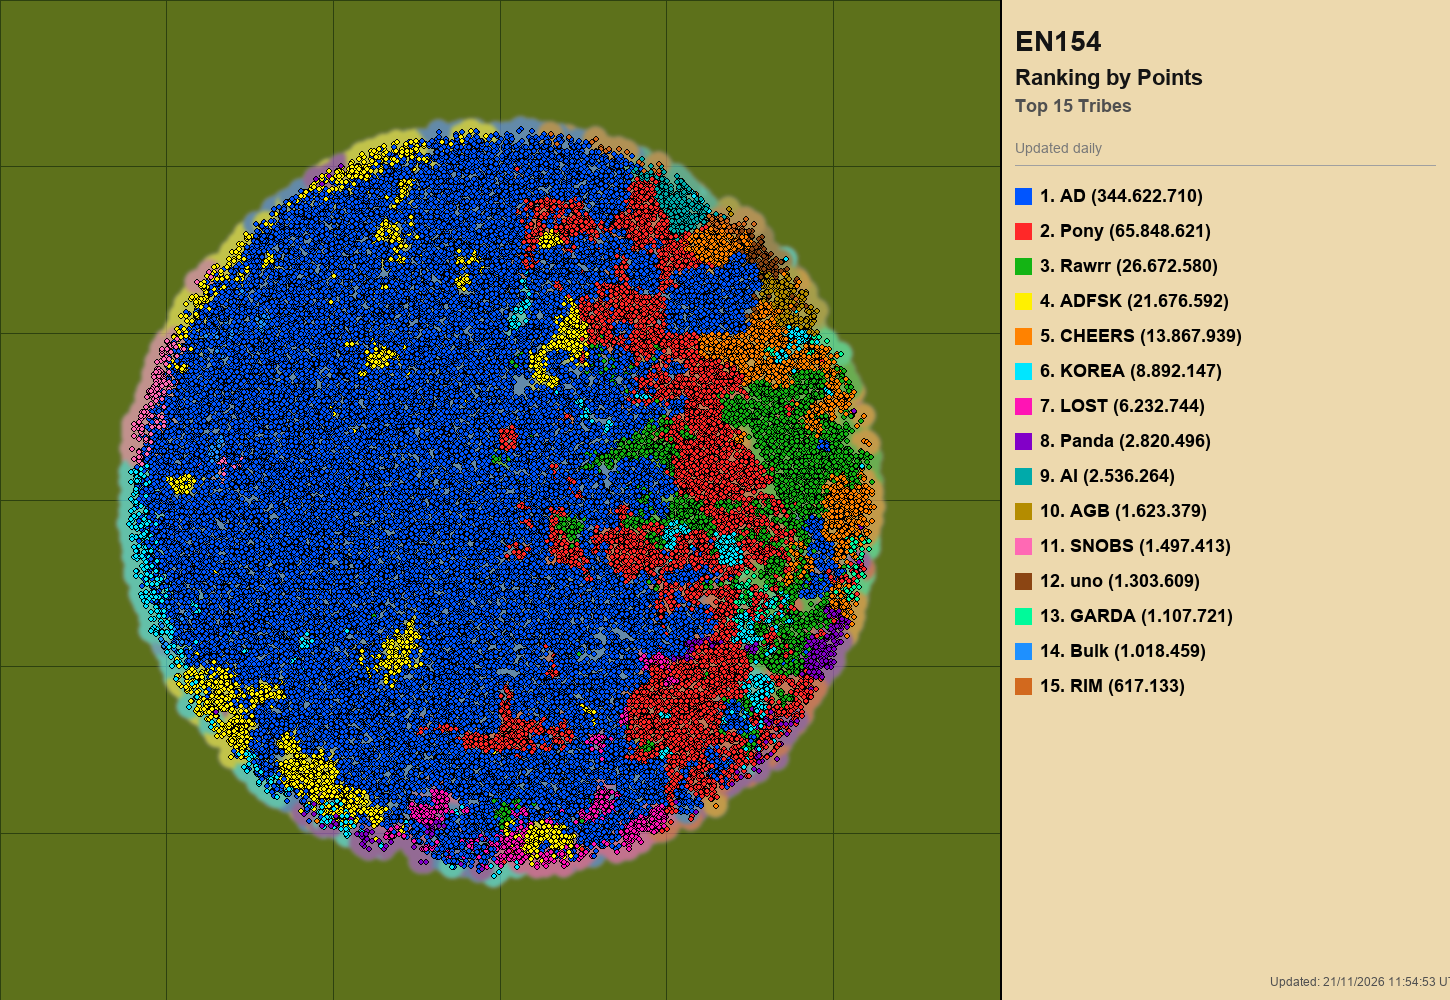 EN154
Ranking by Points
Top 15 Tribes
Updated daily
1. AD (344.622.710)
2. Pony (65.848.621)
3. Rawrr (26.672.580)
4. ADFSK (21.676.592)
5. CHEERS (13.867.939)
6. KOREA (8.892.147)
7. LOST (6.232.744)
8. Panda (2.820.496)
9. AI (2.536.264)
10. AGB (1.623.379)
11. SNOBS (1.497.413)
12. uno (1.303.609)
13. GARDA (1.107.721)
14. Bulk (1.018.459)
15. RIM (617.133)
Updated: 21/11/2026 11:54:53